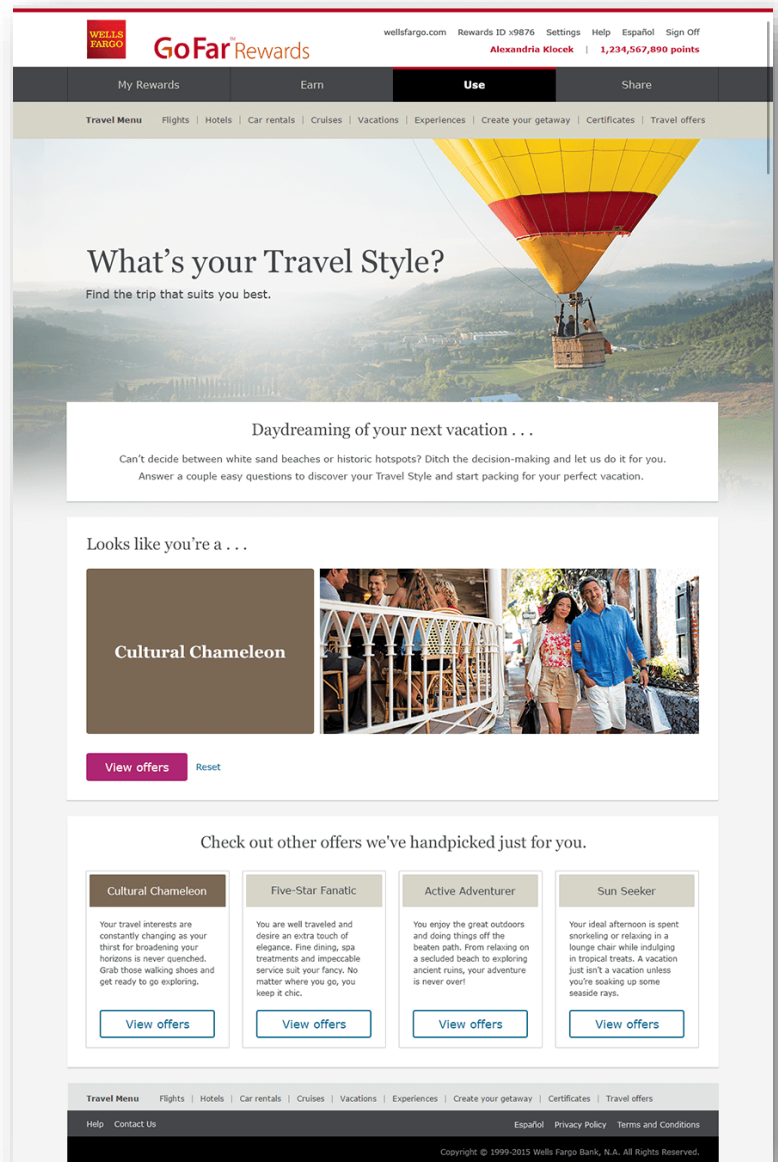 WELLS
FARGO
wellsfargo.com Rewards ID x9876 Settings Help Español Sign Off
Go Far™ Rewards
Alexandria Klocek | 1,234,567,890 points
My Rewards Earn Use Share
Travel Menu Flights | Hotels | Car rentals | Cruises | Vacations | Experiences | Create your getaway | Certificates | Travel offers
What's your Travel Style?
Find the trip that suits you best.
Daydreaming of your next vacation . . .
Can't decide between white sand beaches or historic hotspots? Ditch the decision-making and let us do it for you.
Answer a couple easy questions to discover your Travel Style and start packing for your perfect vacation.
Looks like you're a . . .
Cultural Chameleon
View offers Reset
Check out other offers we've handpicked just for you.
Cultural Chameleon
Your travel interests are
constantly changing as your
thirst for broadening your
horizons is never quenched.
Grab those walking shoes and
get ready to go exploring.
View offers
Five-Star Fanatic
You are well traveled and
desire an extra touch of
elegance. Fine dining, spa
treatments and impeccable
service suit your fancy. No
matter where you go, you
keep it chic.
View offers
Active Adventurer
You enjoy the great outdoors
and doing things off the
beaten path. From relaxing on
a secluded beach to exploring
ancient ruins, your adventure
is never over!
View offers
Sun Seeker
Your ideal afternoon is spent
snorkeling or relaxing in a
lounge chair while indulging
in tropical treats. A vacation
just isn't a vacation unless
you're soaking up some
seaside rays.
View offers
Travel Menu Flights | Hotels | Car rentals | Cruises | Vacations | Experiences | Create your getaway | Certificates | Travel offers
Help Contact Us Español Privacy Policy Terms and Conditions
Copyright © 1999-2015 Wells Fargo Bank, N.A. All Rights Reserved.